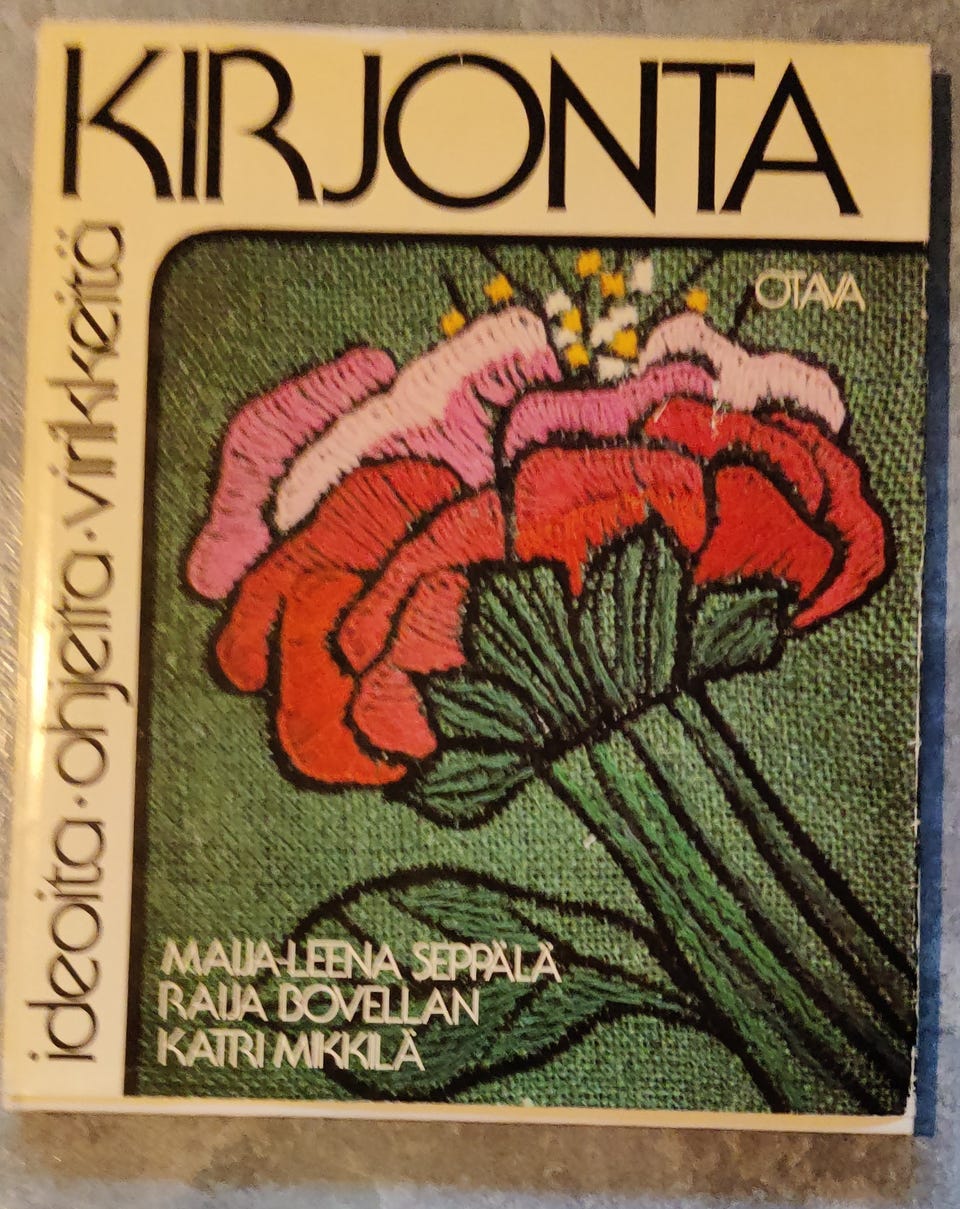 KIRJONTA
ideoita · ohjeita · virikkeitä
OTAVA
MAIJA-LEENA SEPPÄLÄ
RAIJA BOVELLAN
KATRI MIKKILÄ